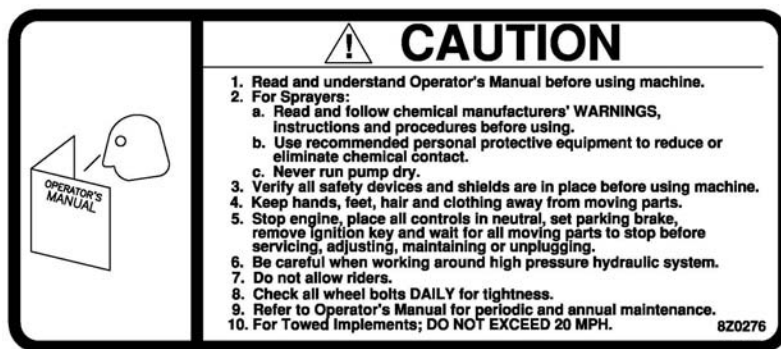 CAUTION
1. Read and understand Operator's Manual before using machine.
2. For Sprayers:
a. Read and follow chemical manufacturers' WARNINGS,
instructions and procedures before using.
b. Use recommended personal protective equipment to reduce or
eliminate chemical contact.
c. Never run pump dry.
3. Verify all safety devices and shields are in place before using machine.
4. Keep hands, feet, hair and clothing away from moving parts.
5. Stop engine, place all controls in neutral, set parking brake,
remove ignition key and wait for all moving parts to stop before
servicing, adjusting, maintaining or unplugging.
6. Be careful when working around high pressure hydraulic system.
7. Do not allow riders.
8. Check all wheel bolts DAILY for tightness.
9. Refer to Operator's Manual for periodic and annual maintenance.
10. For Towed Implements; DO NOT EXCEED 20 MPH.
8Z0276
OPERATOR'S
MANUAL
!